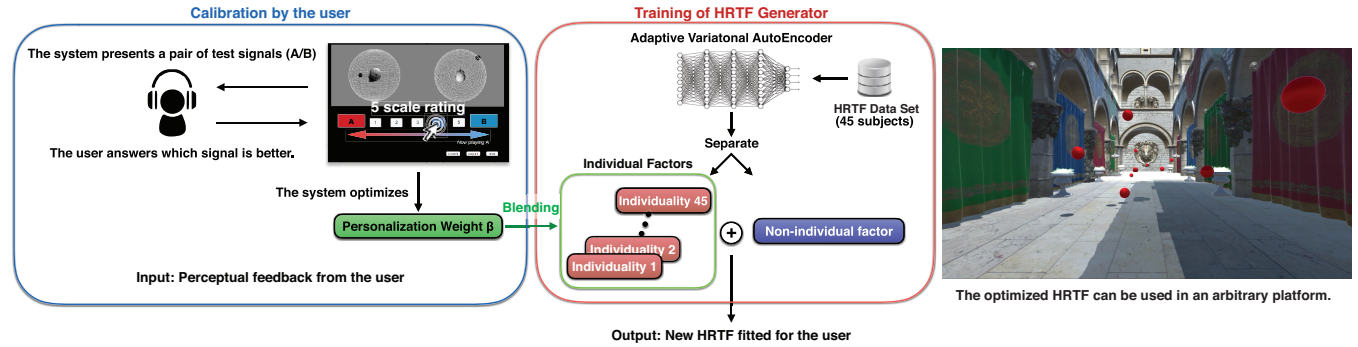 Calibration by the user
The system presents a pair of test signals (A/B)
5 scale rating
A
1
2
3
5
B
Now playing A
The user answers which signal is better.
The system optimizes
Personalization Weight β
Input: Perceptual feedback from the user
Blending
Training of HRTF Generator
Adaptive Variatonal AutoEncoder
HRTF Data Set
(45 subjects)
Separate
Individual Factors
Individuality 45
Individuality 2
Individuality 1
+
Non-individual factor
Output: New HRTF fitted for the user
The optimized HRTF can be used in an arbitrary platform.